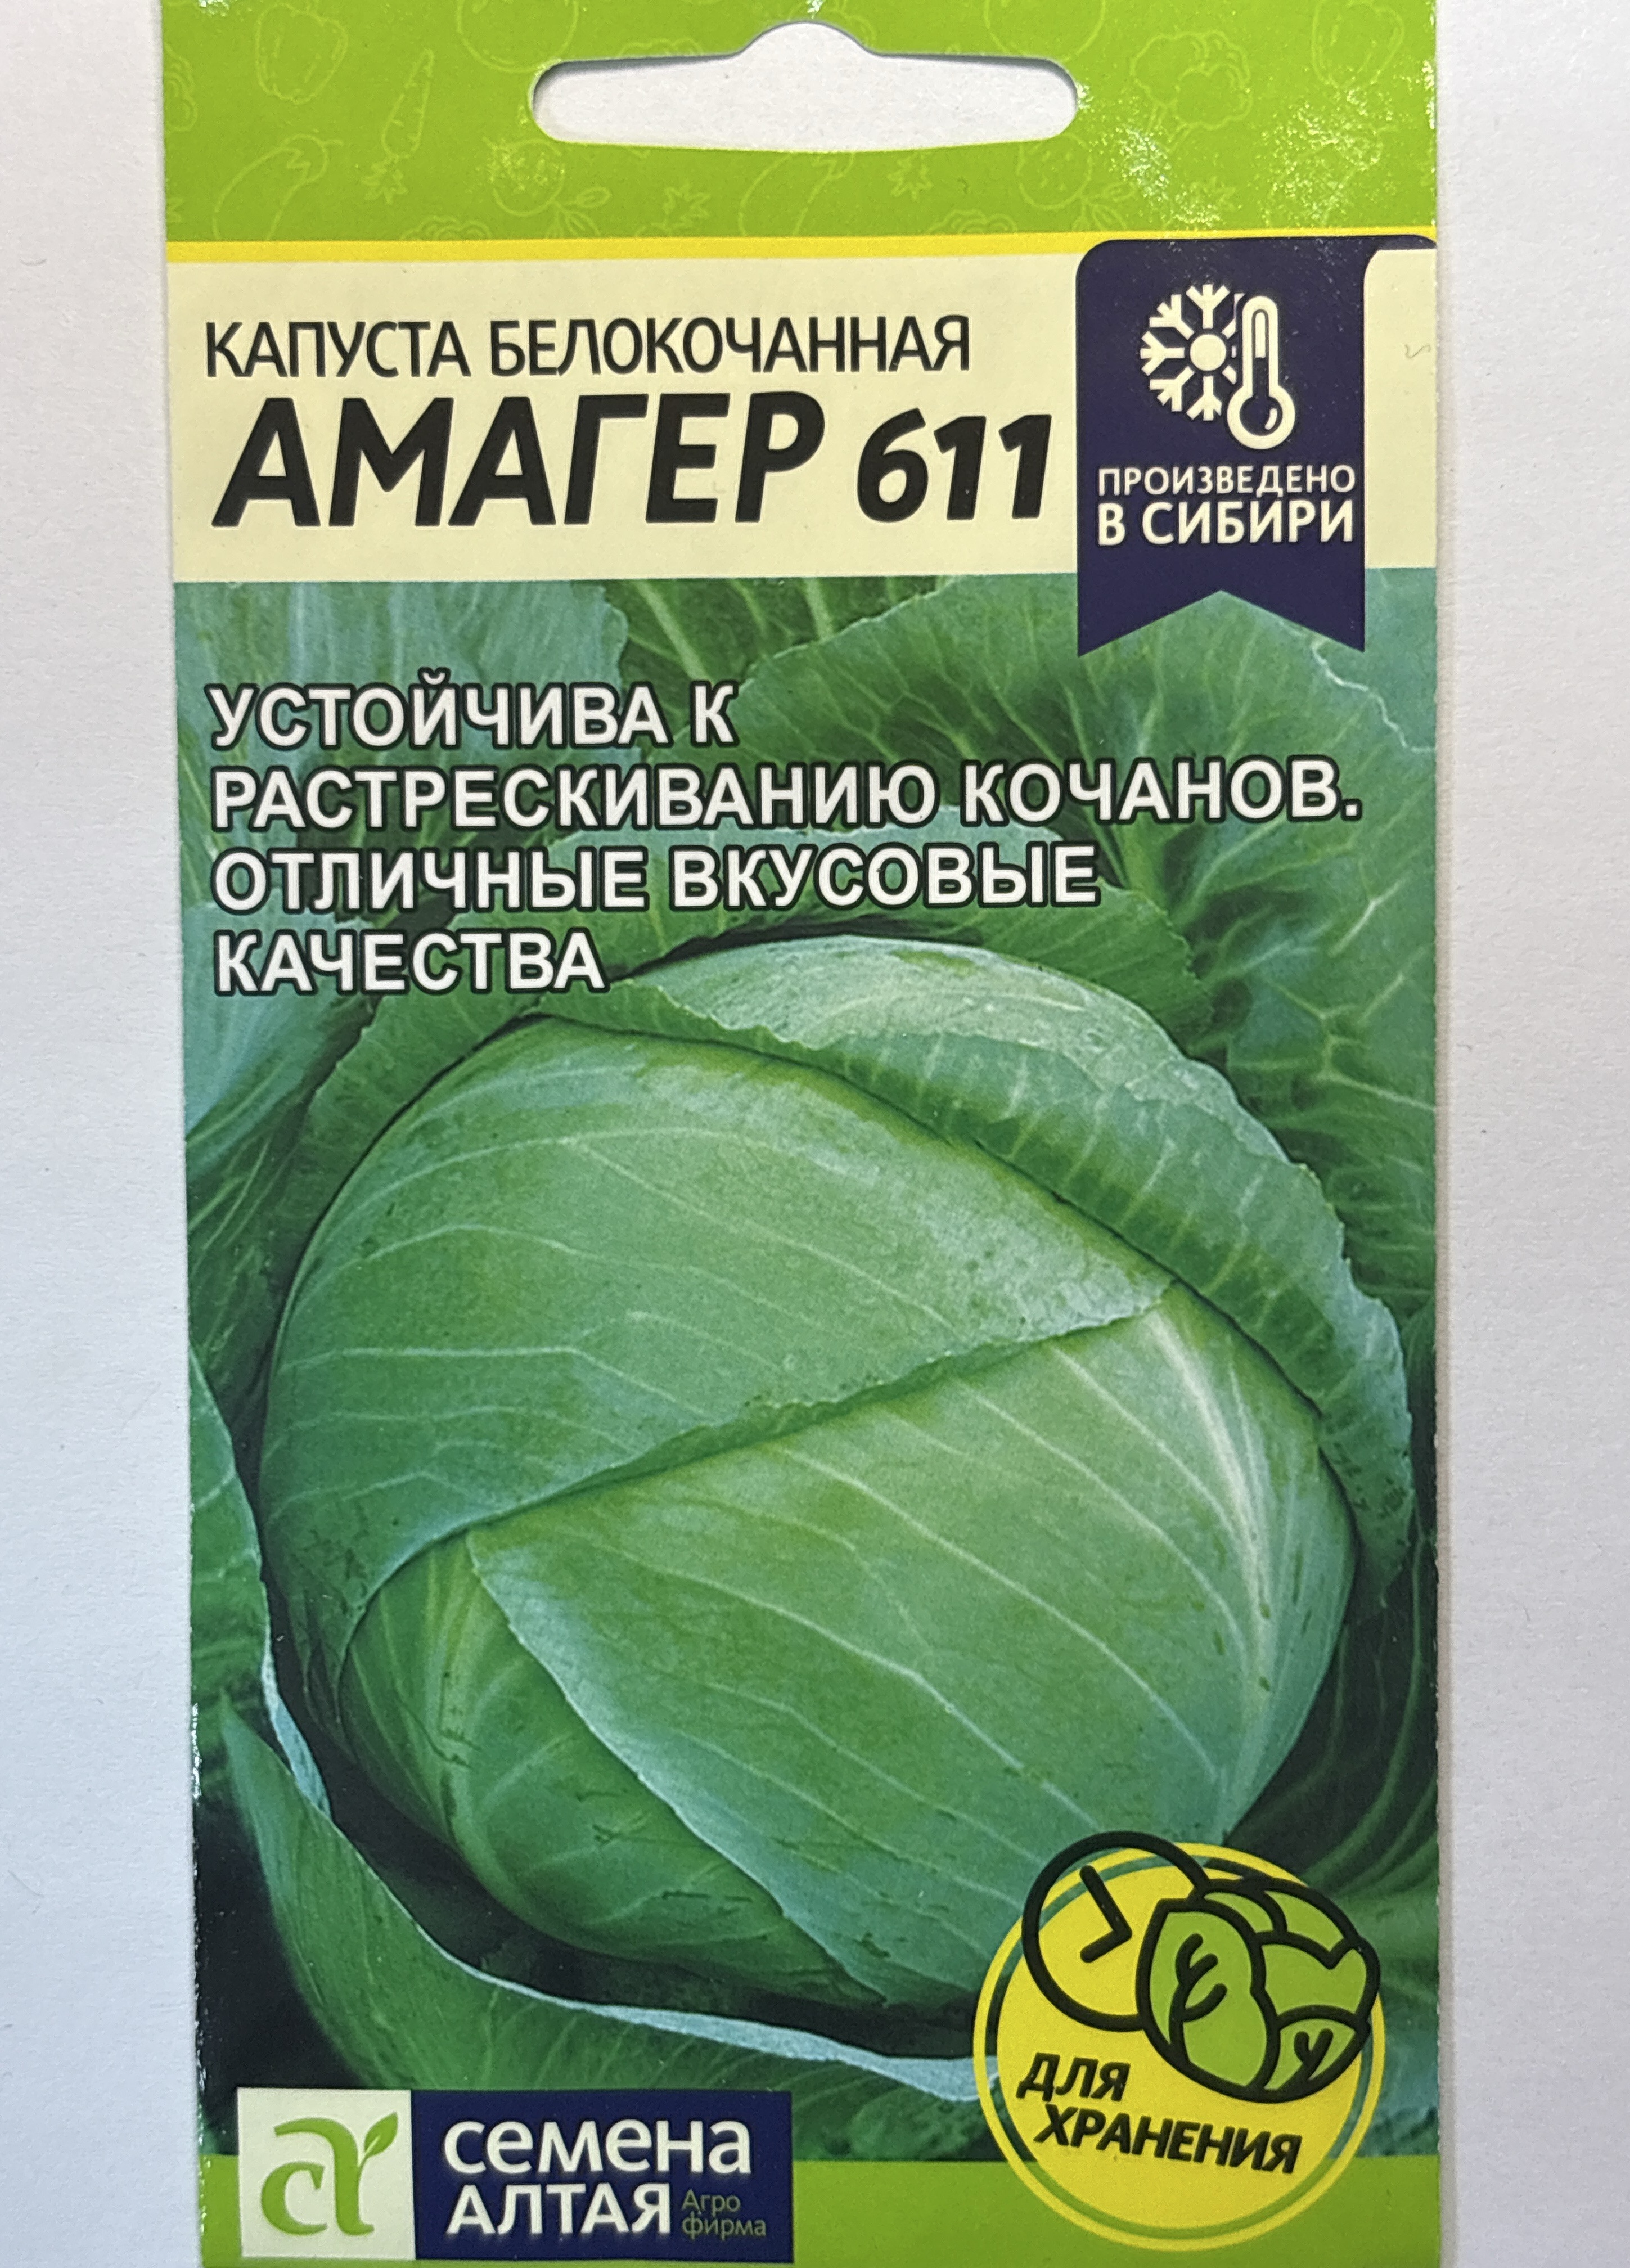 КАПУСТА БЕЛОКОЧАННАЯ
АМАГЕР 611
ПРОИЗВЕДЕНО
В СИБИРИ
УСТОЙЧИВА К
РАСТРЕСКИВАНИЮ КОЧАНОВ.
ОТЛИЧНЫЕ ВКУСОВЫЕ
КАЧЕСТВА
ДЛЯ
ХРАНЕНИЯ
семена
АЛТАЯ
Агро
фирма